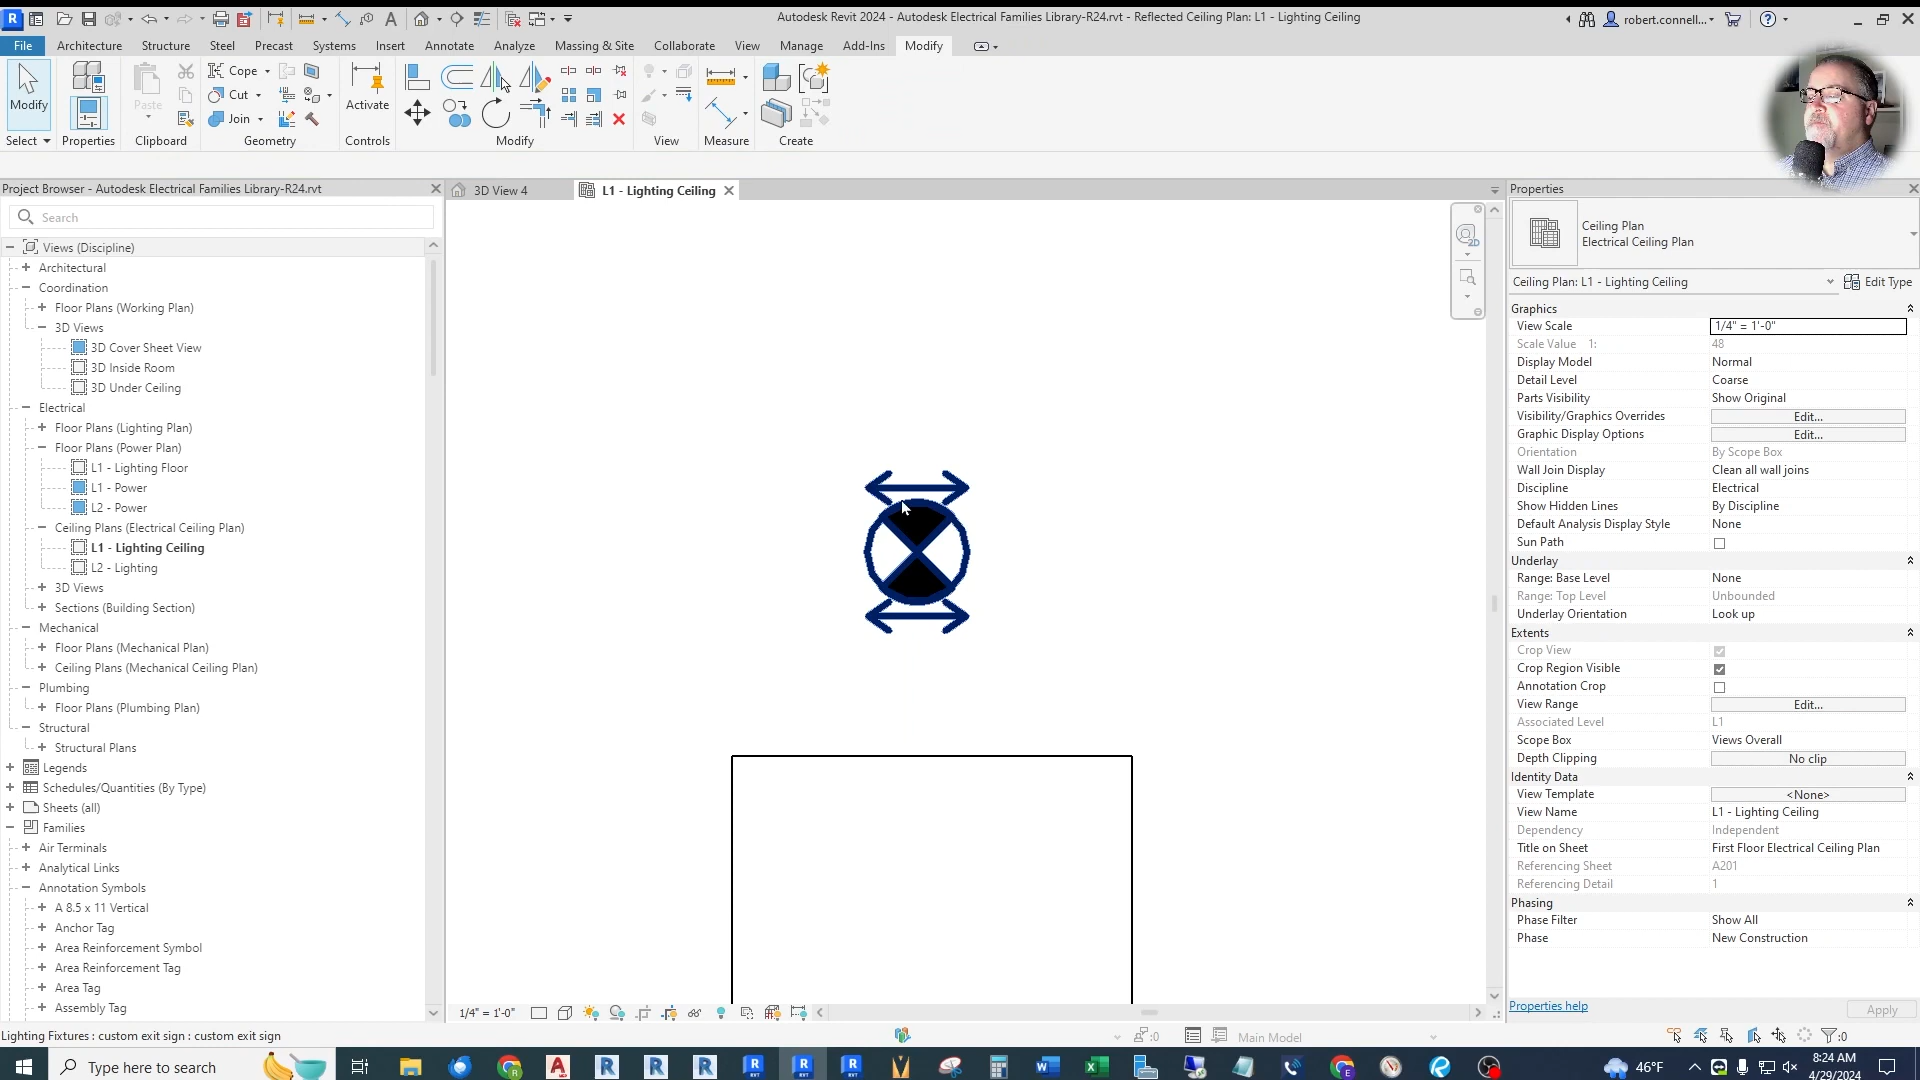 Autodesk Revit 2024 - Autodesk Electrical Families Library-R24.rvt - Reflected Ceiling Plan: L1 - Lighting Ceiling
robert.connell...
File
Architecture
Structure
Steel
Precast
Systems
Insert
Annotate
Analyze
Massing & Site
Collaborate
View
Manage
Add-Ins
Modify
Modify
Paste
Cope
Cut
Join
Activate
Select
Properties
Clipboard
Geometry
Controls
Modify
View
Measure
Create
Project Browser - Autodesk Electrical Families Library-R24.rvt
Search
Views (Discipline)
Architectural
Coordination
Floor Plans (Working Plan)
3D Views
3D Cover Sheet View
3D Inside Room
3D Under Ceiling
Electrical
Floor Plans (Lighting Plan)
Floor Plans (Power Plan)
L1 - Lighting Floor
L1 - Power
L2 - Power
Ceiling Plans (Electrical Ceiling Plan)
L1 - Lighting Ceiling
L2 - Lighting
3D Views
Sections (Building Section)
Mechanical
Floor Plans (Mechanical Plan)
Ceiling Plans (Mechanical Ceiling Plan)
Plumbing
Floor Plans (Plumbing Plan)
Structural
Structural Plans
Legends
Schedules/Quantities (By Type)
Sheets (all)
Families
Air Terminals
Analytical Links
Annotation Symbols
A 8.5 x 11 Vertical
Anchor Tag
Area Reinforcement Symbol
Area Reinforcement Tag
Area Tag
Assembly Tag
3D View 4
L1 - Lighting Ceiling
2D
1/4" = 1'-0"
Properties
Ceiling Plan
Electrical Ceiling Plan
Ceiling Plan: L1 - Lighting Ceiling
Edit Type
Graphics
View Scale 1/4" = 1'-0"
Scale Value 1: 48
Display Model Normal
Detail Level Coarse
Parts Visibility Show Original
Visibility/Graphics Overrides Edit...
Graphic Display Options Edit...
Orientation By Scope Box
Wall Join Display Clean all wall joins
Discipline Electrical
Show Hidden Lines By Discipline
Default Analysis Display Style None
Sun Path
Underlay
Range: Base Level None
Range: Top Level Unbounded
Underlay Orientation Look up
Extents
Crop View
Crop Region Visible
Annotation Crop
View Range Edit...
Associated Level L1
Scope Box Views Overall
Depth Clipping No clip
Identity Data
View Template <None>
View Name L1 - Lighting Ceiling
Dependency Independent
Title on Sheet First Floor Electrical Ceiling Plan
Referencing Sheet A201
Referencing Detail 1
Phasing
Phase Filter Show All
Phase New Construction
Properties help
Apply
Lighting Fixtures : custom exit sign : custom exit sign
:0
Main Model
:0
Type here to search
46°F
8:24 AM
4/29/2024